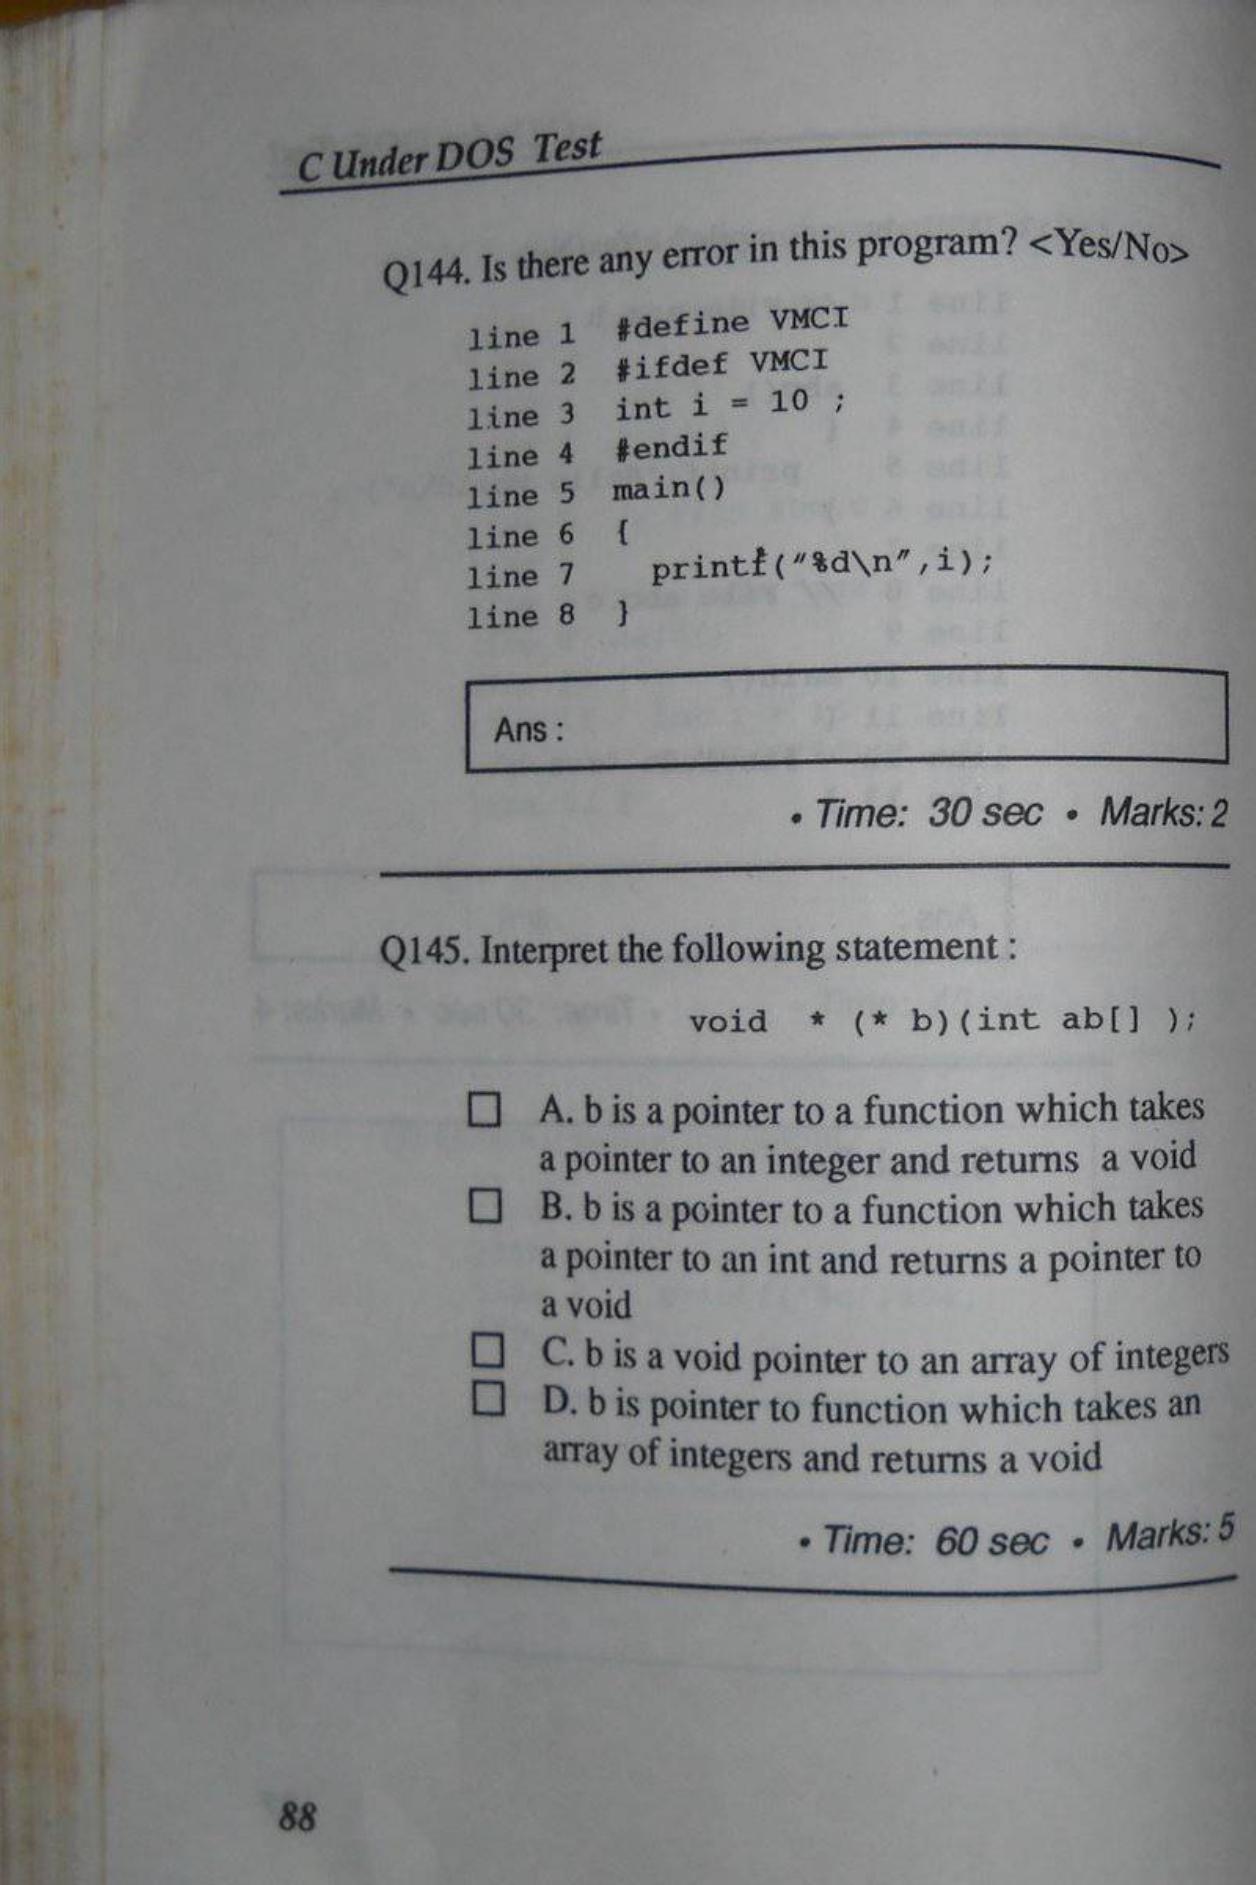 C Under DOS Test
Q144. Is there any error in this program? <Yes/No>
line 1 #define VMCI
line 2 #ifdef VMCI
line 3 int i = 10 ;
line 4 #endif
line 5 main()
line 6 {
line 7 printf("%d\n",i);
line 8 }
Ans :
• Time: 30 sec • Marks: 2
Q145. Interpret the following statement :
void * (* b)(int ab[] );
A. b is a pointer to a function which takes
a pointer to an integer and returns a void
B. b is a pointer to a function which takes
a pointer to an int and returns a pointer to
a void
C. b is a void pointer to an array of integers
D. b is pointer to function which takes an
array of integers and returns a void
• Time: 60 sec • Marks: 5
88